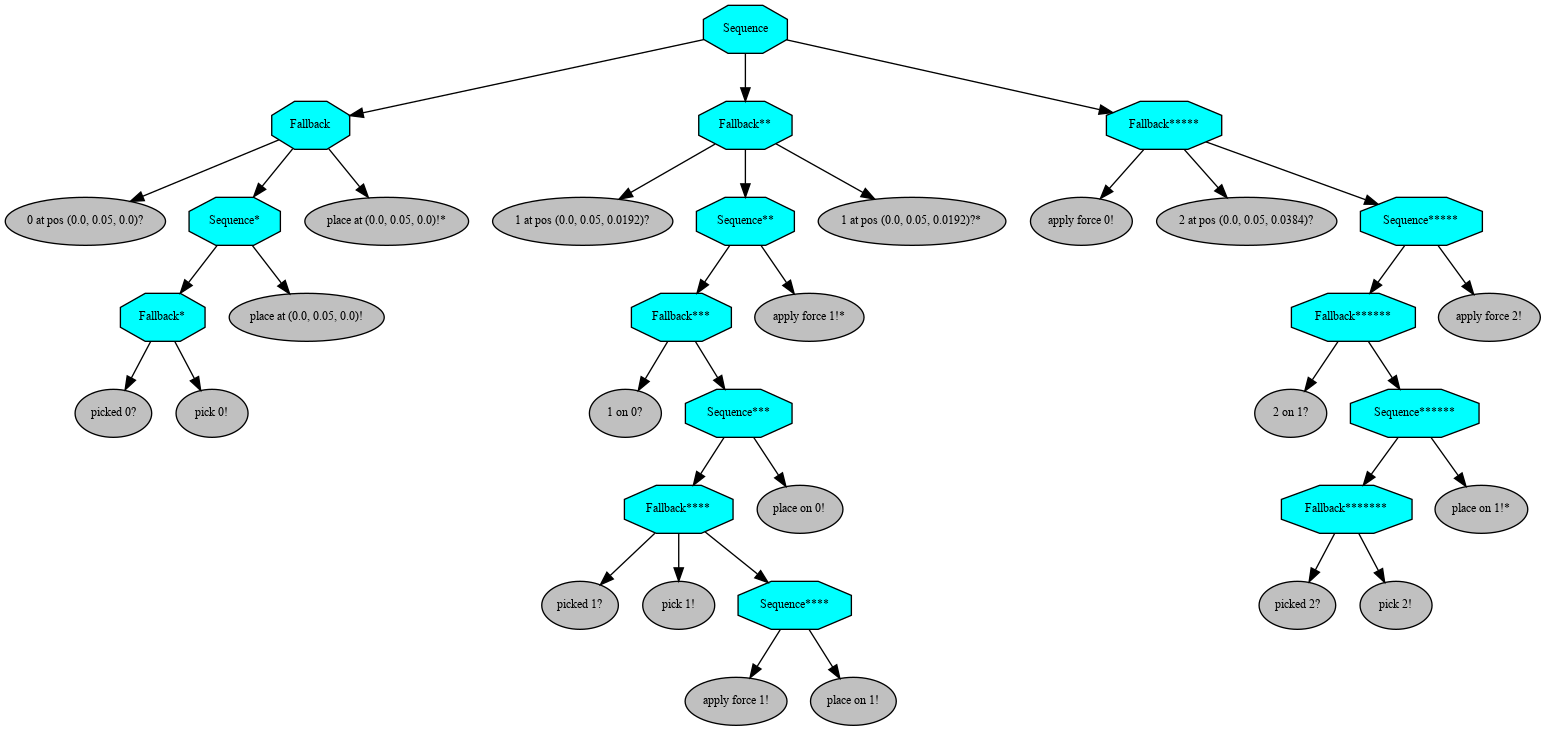 Sequence
Fallback
Fallback**
Fallback*****
0 at pos (0.0, 0.05, 0.0)?
Sequence*
place at (0.0, 0.05, 0.0)!*
1 at pos (0.0, 0.05, 0.0192)?
Sequence**
1 at pos (0.0, 0.05, 0.0192)?*
apply force 0!
2 at pos (0.0, 0.05, 0.0384)?
Sequence*****
Fallback*
place at (0.0, 0.05, 0.0)!
Fallback***
apply force 1!*
Fallback******
apply force 2!
picked 0?
pick 0!
1 on 0?
Sequence***
2 on 1?
Sequence******
Fallback****
place on 0!
Fallback*******
place on 1!*
picked 1?
pick 1!
Sequence****
picked 2?
pick 2!
apply force 1!
place on 1!